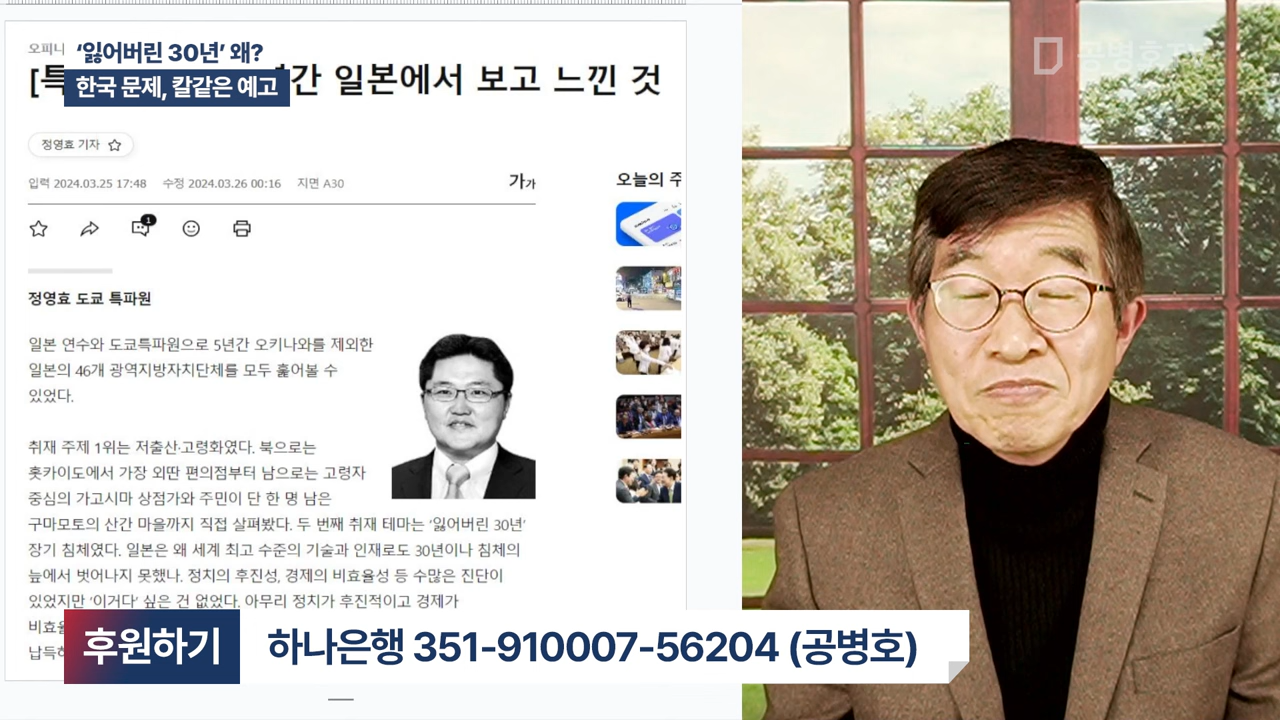 오피니
‘잃어버린 30년’ 왜?
[특
한국 문제, 칼같은 예고
간 일본에서 보고 느낀 것
공병호
정영효 기자
입력 2024.03.25 17:48 수정 2024.03.26 00:16 지면 A30
가가
오늘의 주
1
정영효 도쿄 특파원
일본 연수와 도쿄특파원으로 5년간 오키나와를 제외한
일본의 46개 광역지방자치단체를 모두 훑어볼 수
있었다.
취재 주제 1위는 저출산·고령화였다. 북으로는
홋카이도에서 가장 외딴 편의점부터 남으로는 고령자
중심의 가고시마 상점가와 주민이 단 한 명 남은
구마모토의 산간 마을까지 직접 살펴봤다. 두 번째 취재 테마는 ‘잃어버린 30년’
장기 침체였다. 일본은 왜 세계 최고 수준의 기술과 인재로도 30년이나 침체의
늪에서 벗어나지 못했나. 정치의 후진성, 경제의 비효율성 등 수많은 진단이
있었지만 ‘이거다’ 싶은 건 없었다. 아무리 정치가 후진적이고 경제가
비효율
납득하
후원하기
하나은행 351-910007-56204 (공병호)